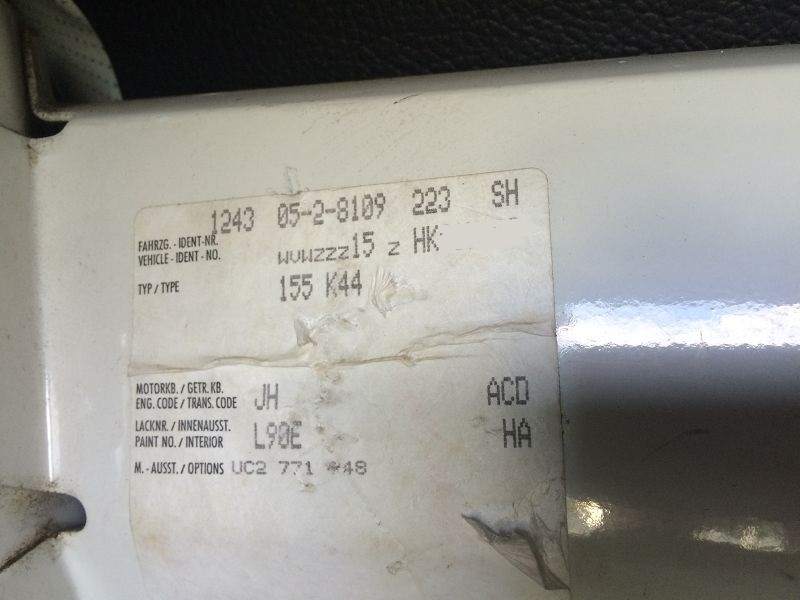 1243 05-2-8109 223 SH
FAHRZG. - IDENT-NR.
VEHICLE - IDENT - NO. WVWZZZ15 Z HK
TYP / TYPE 155 K44
MOTORKB. / GETR. KB.
ENG. CODE / TRANS. CODE JH ACD
LACKNR. / INNENAUSST.
PAINT NO. / INTERIOR L90E HA
M. - AUSST. / OPTIONS UC2 771 *48